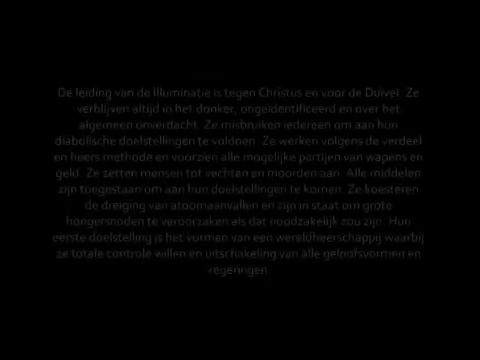 De leiding van de Illuminatie is tegen Christus en voor de Duivel. Ze
verblijven altijd in het donker, ongeïdentificeerd en over het
algemeen onverdacht. Ze misbruiken iedereen om aan hun
diabolische doelstellingen te voldoen. Ze werken volgens de verdeel
en heers methode en voorzien alle mogelijke partijen van wapens en
geld. Ze zetten mensen tot vechten en moorden aan. Alle middelen
zijn toegestaan om aan hun doelstellingen te komen. Ze koesteren
de dreiging van atoomaanvallen en zijn in staat om grote
hongersnoden te veroorzaken als dat noodzakelijk zou zijn. Hun
eerste doelstelling is het vormen van een wereldheerschappij waarbij
ze totale controle willen en uitschakeling van alle geloofsvormen en
regeringen.